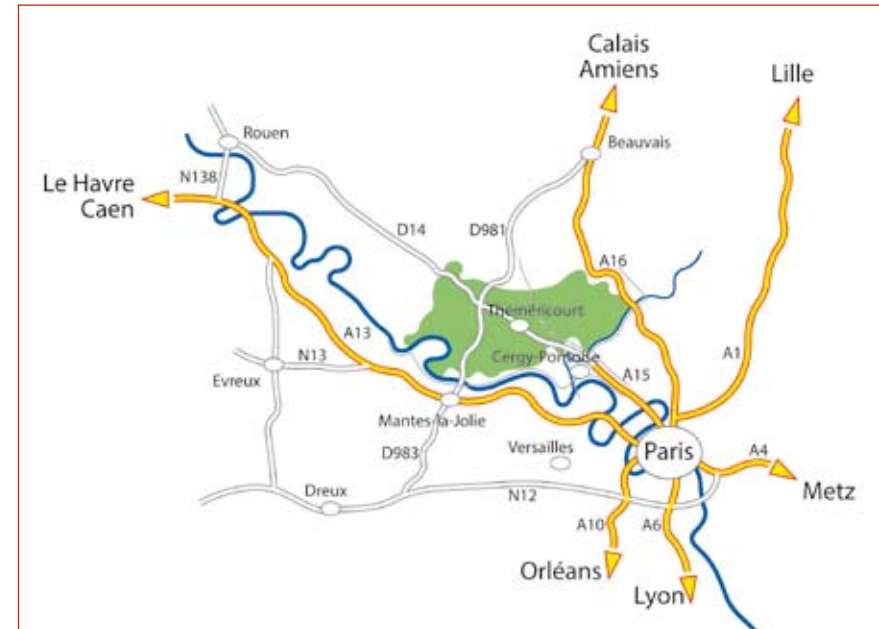 Calais
Amiens
Lille
Rouen
Beauvais
N138
Le Havre
Caen
D14
D981
A16
Théméricourt
A13
A1
N13
Cergy-Pontoise
A15
Evreux
Mantes-la-Jolie
Versailles
Paris
A4
D983
Metz
Dreux
N12
A10
A6
Orléans
Lyon